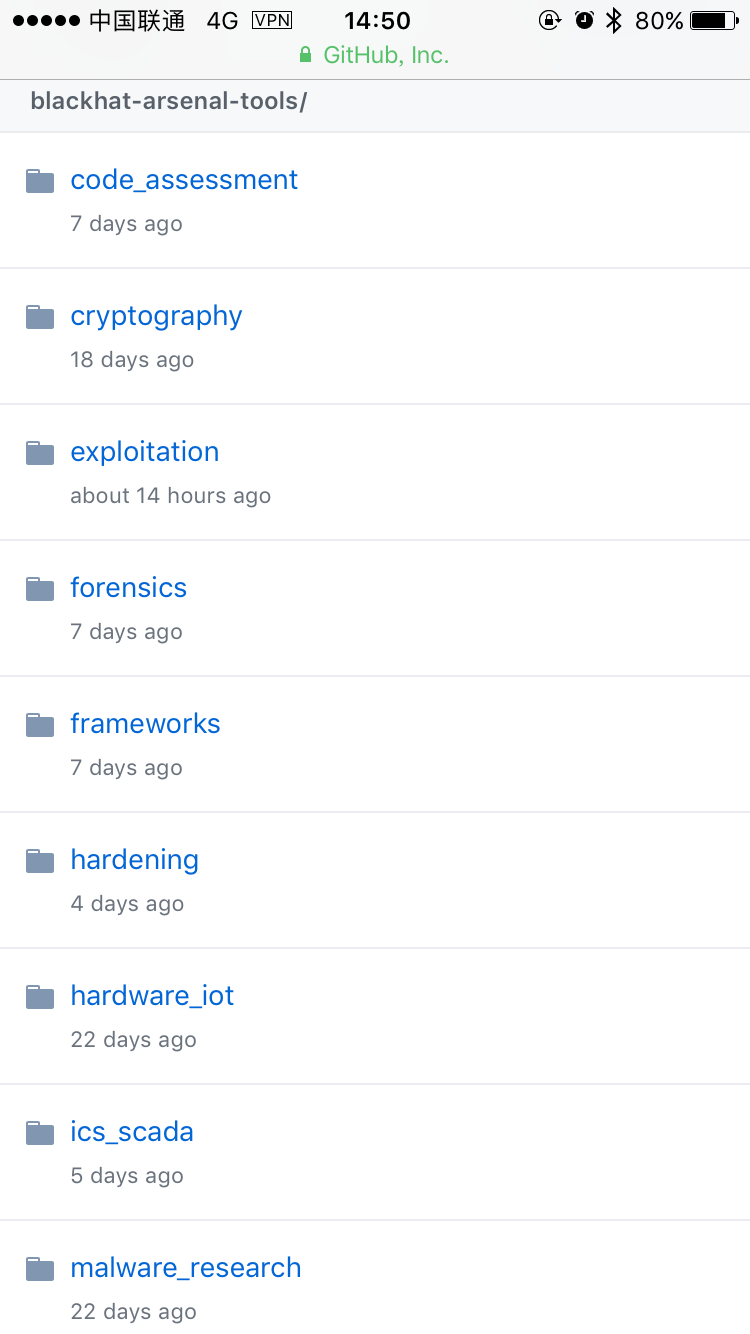 中国联通 4G VPN 14:50 80%
GitHub, Inc.
blackhat-arsenal-tools/
code_assessment
7 days ago
cryptography
18 days ago
exploitation
about 14 hours ago
forensics
7 days ago
frameworks
7 days ago
hardening
4 days ago
hardware_iot
22 days ago
ics_scada
5 days ago
malware_research
22 days ago